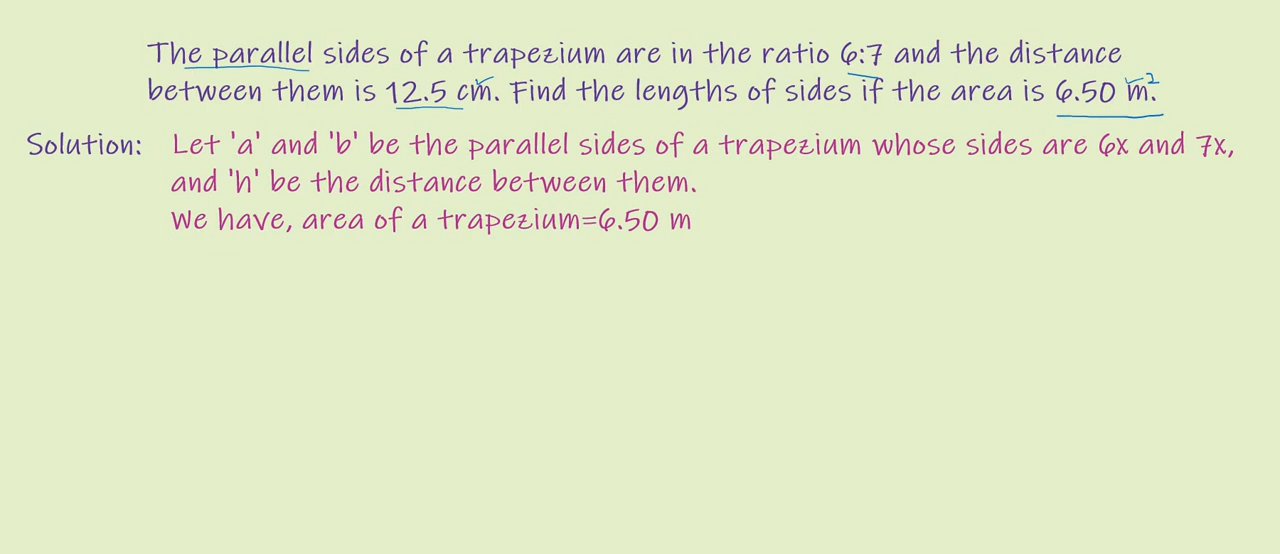 The parallel sides of a trapezium are in the ratio 6:7 and the distance
between them is 12.5 cm. Find the lengths of sides if the area is 6.50 m².
Solution: Let 'a' and 'b' be the parallel sides of a trapezium whose sides are 6x and 7x,
and 'h' be the distance between them.
We have, area of a trapezium=6.50 m